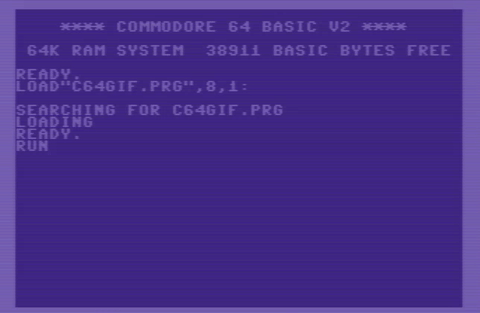 **** COMMODORE 64 BASIC V2 ****
64K RAM SYSTEM  38911 BASIC BYTES FREE
READY.
LOAD"C64GIF.PRG",8,1:
SEARCHING FOR C64GIF.PRG
LOADING
READY.
RUN